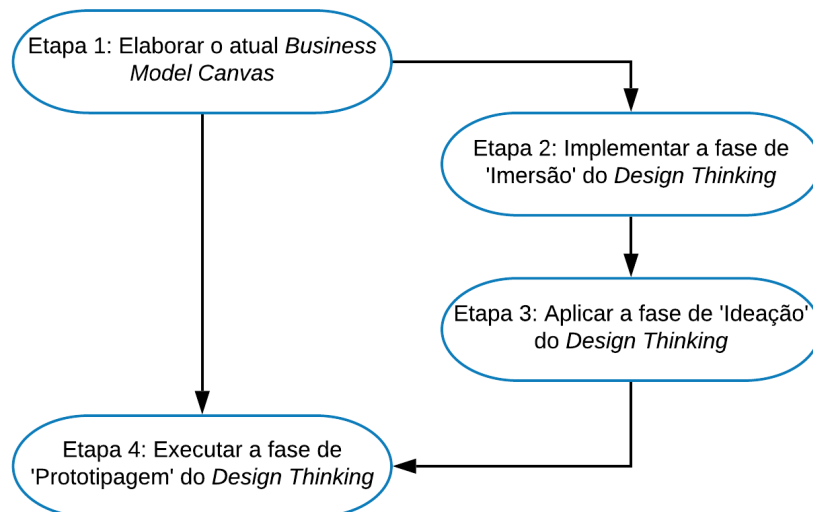 Etapa 1: Elaborar o atual Business
Model Canvas
Etapa 2: Implementar a fase de
'Imersão' do Design Thinking
Etapa 3: Aplicar a fase de 'Ideação'
do Design Thinking
Etapa 4: Executar a fase de
'Prototipagem' do Design Thinking